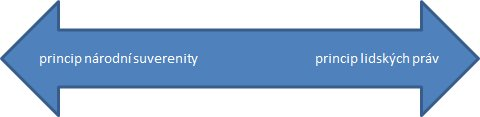 princip národní suverenity
princip lidských práv